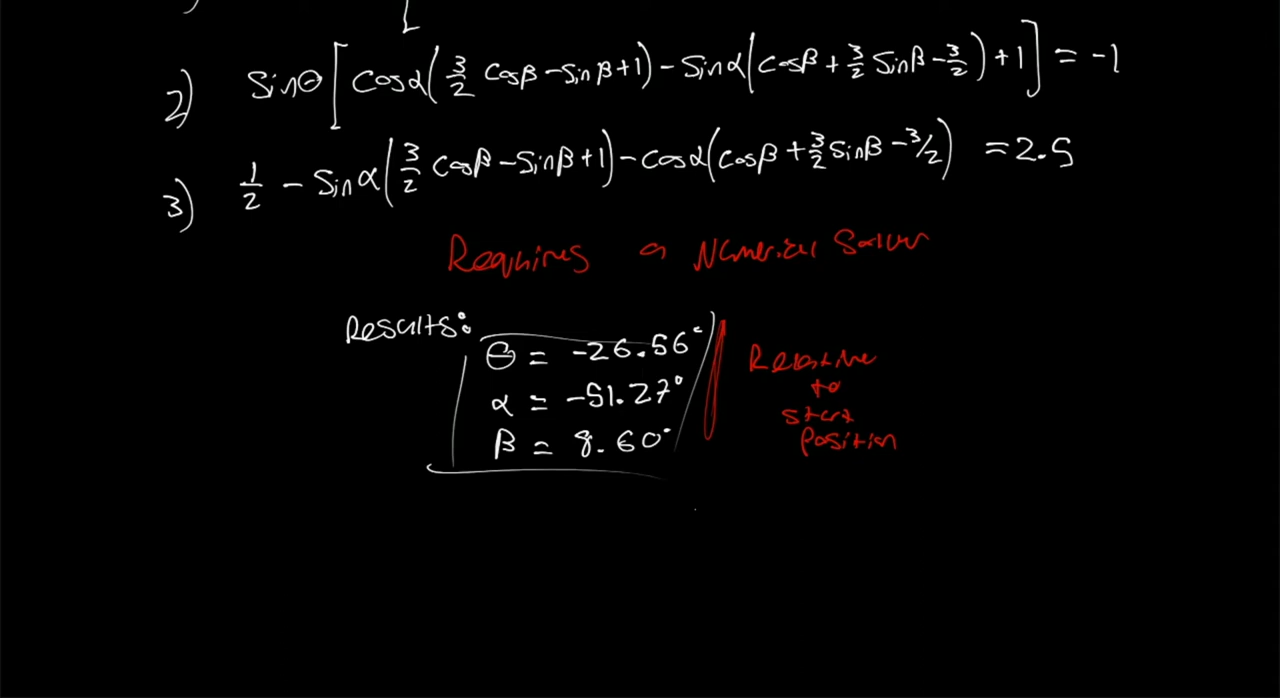 2) Sinθ[Cosα(3/2 Cosβ - Sinβ + 1) - Sinα(Cosβ + 3/2 Sinβ - 3/2) + 1] = -1
3) 1/2 - Sinα(3/2 Cosβ - Sinβ + 1) - Cosα(Cosβ + 3/2 Sinβ - 3/2) = 2.5
Requires a Numerical Solver
Results:
θ = -26.56°
α = -51.27°
β = 8.60°
Relative
to
start
position